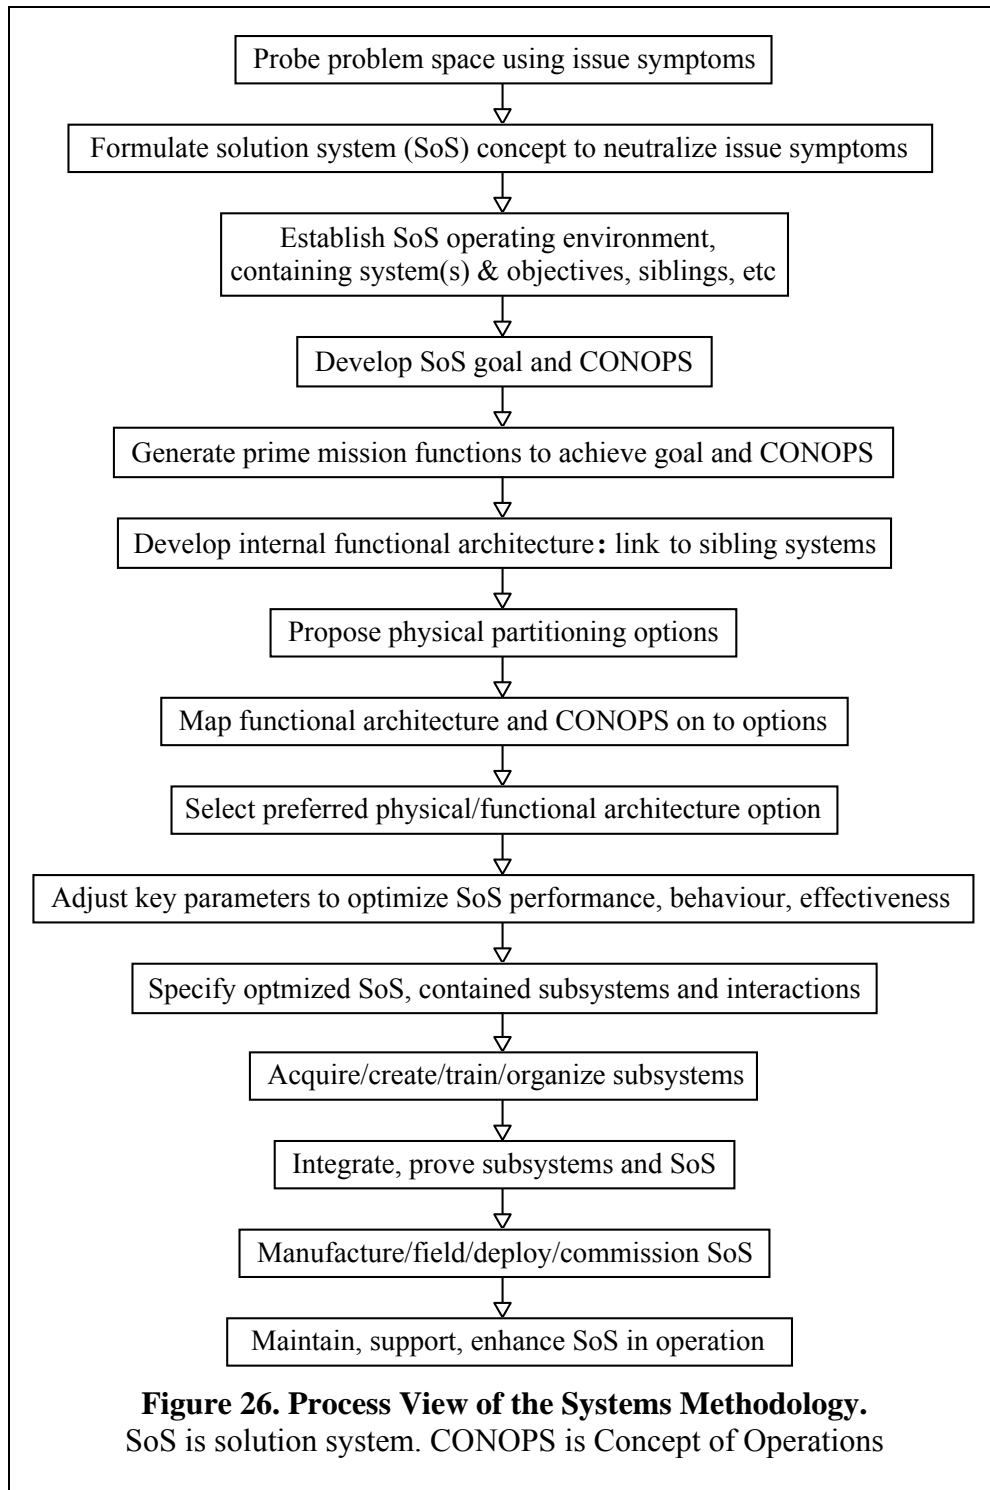 Probe problem space using issue symptoms
Formulate solution system (SoS) concept to neutralize issue symptoms
Establish SoS operating environment,
containing system(s) & objectives, siblings, etc
Develop SoS goal and CONOPS
Generate prime mission functions to achieve goal and CONOPS
Develop internal functional architecture: link to sibling systems
Propose physical partitioning options
Map functional architecture and CONOPS on to options
Select preferred physical/functional architecture option
Adjust key parameters to optimize SoS performance, behaviour, effectiveness
Specify optmized SoS, contained subsystems and interactions
Acquire/create/train/organize subsystems
Integrate, prove subsystems and SoS
Manufacture/field/deploy/commission SoS
Maintain, support, enhance SoS in operation
Figure 26. Process View of the Systems Methodology.
SoS is solution system. CONOPS is Concept of Operations